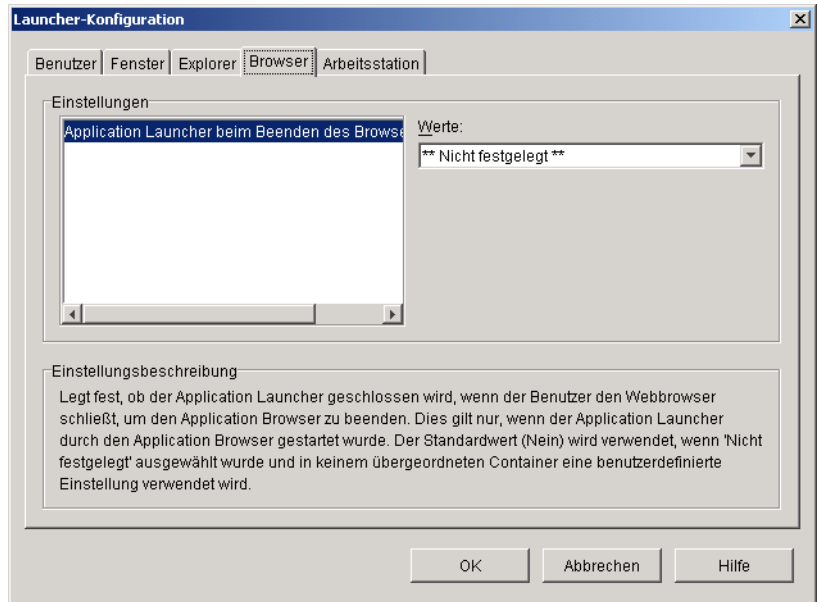 Launcher-Konfiguration
Benutzer Fenster Explorer Browser Arbeitsstation
Einstellungen
Application Launcher beim Beenden des Browse
Werte:
** Nicht festgelegt **
Einstellungsbeschreibung
Legt fest, ob der Application Launcher geschlossen wird, wenn der Benutzer den Webbrowser
schließt, um den Application Browser zu beenden. Dies gilt nur, wenn der Application Launcher
durch den Application Browser gestartet wurde. Der Standardwert (Nein) wird verwendet, wenn 'Nicht
festgelegt' ausgewählt wurde und in keinem übergeordneten Container eine benutzerdefinierte
Einstellung verwendet wird.
OK Abbrechen Hilfe